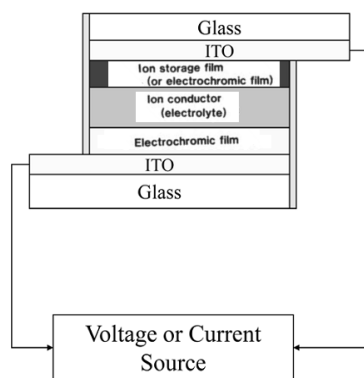 Glass
ITO
Ion storage film
(or electrochromic film)
Ion conductor
(electrolyte)
Electrochromic film
ITO
Glass
Voltage or Current
Source